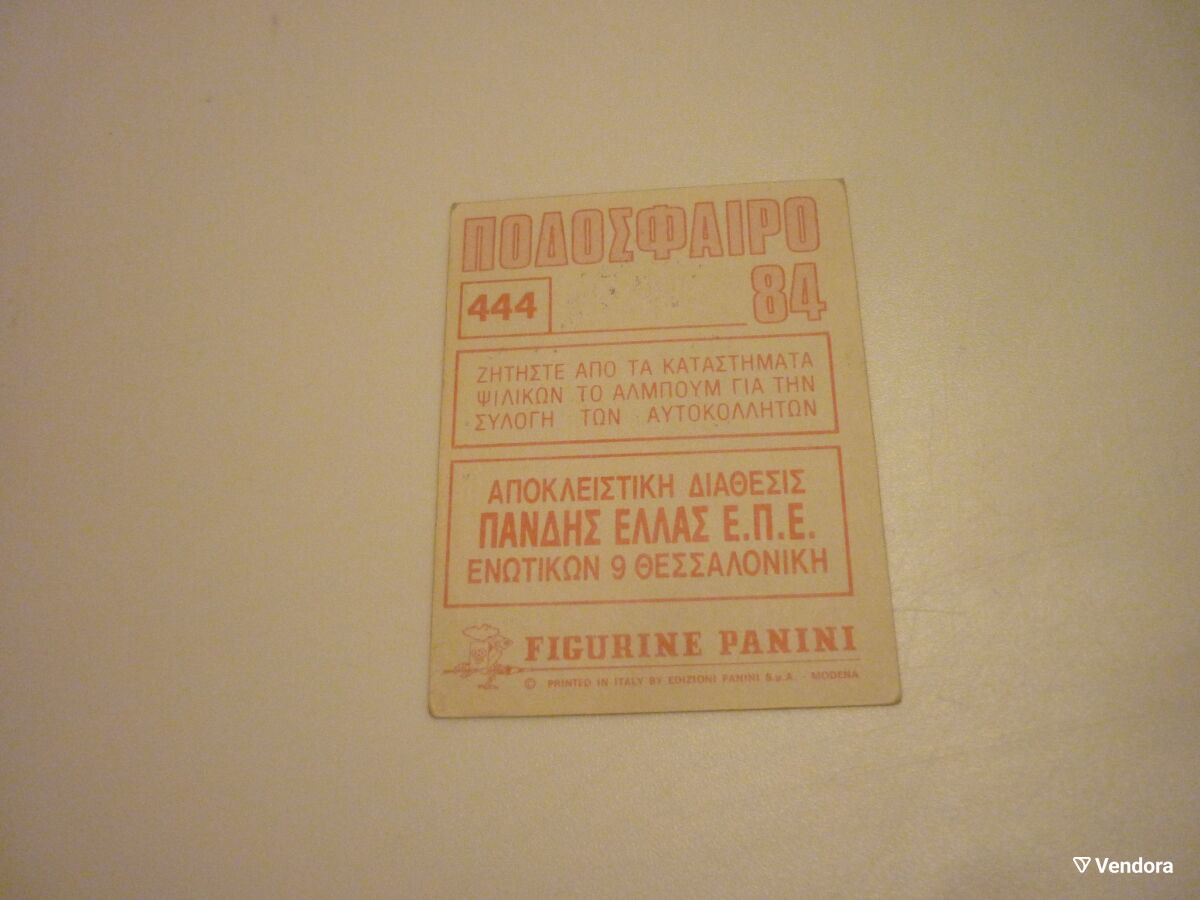 ΠΟΔΟΣΦΑΙΡΟ
84
444
ΖΗΤΗΣΤΕ ΑΠΟ ΤΑ ΚΑΤΑΣΤΗΜΑΤΑ
ΨΙΛΙΚΩΝ ΤΟ ΑΛΜΠΟΥΜ ΓΙΑ ΤΗΝ
ΣΥΛΟΓΗ ΤΩΝ ΑΥΤΟΚΟΛΛΗΤΩΝ
ΑΠΟΚΛΕΙΣΤΙΚΗ ΔΙΑΘΕΣΙΣ
ΠΑΝΔΗΣ ΕΛΛΑΣ Ε.Π.Ε.
ΕΝΩΤΙΚΩΝ 9 ΘΕΣΣΑΛΟΝΙΚΗ
FIGURINE PANINI
© PRINTED IN ITALY BY EDIZIONI PANINI S.p.A. MODENA
Vendora